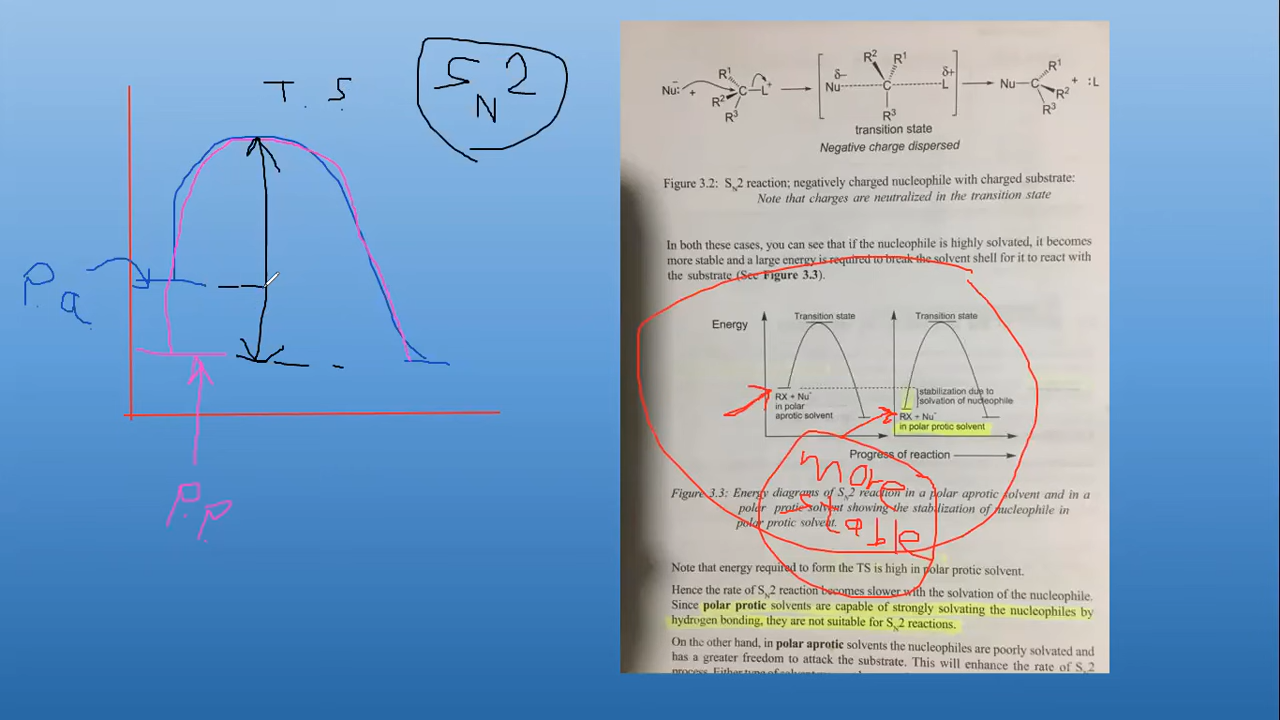 T.S
S N 2
P.a
P.p
R¹
Nu:⁻ + R² C—L⁺
R³
δ– R² R¹ δ+
Nu C L
R³
transition state
Negative charge dispersed
R¹
Nu—C R² + :L
R³
Figure 3.2: SN2 reaction; negatively charged nucleophile with charged substrate:
Note that charges are neutralized in the transition state
In both these cases, you can see that if the nucleophile is highly solvated, it becomes
more stable and a large energy is required to break the solvent shell for it to react with
the substrate (See Figure 3.3).
Energy
Transition state
RX + Nu⁻
in polar
aprotic solvent
Transition state
stabilization due to
solvation of nucleophile
RX + Nu⁻
in polar protic solvent
Progress of reaction
more
stable
Figure 3.3: Energy diagrams of SN2 reaction in a polar aprotic solvent and in a
polar protic solvent showing the stabilization of nucleophile in
polar protic solvent.
Note that energy required to form the TS is high in polar protic solvent.
Hence the rate of SN2 reaction becomes slower with the solvation of the nucleophile.
Since polar protic solvents are capable of strongly solvating the nucleophiles by
hydrogen bonding, they are not suitable for SN2 reactions.
On the other hand, in polar aprotic solvents the nucleophiles are poorly solvated and
has a greater freedom to attack the substrate. This will enhance the rate of SN2